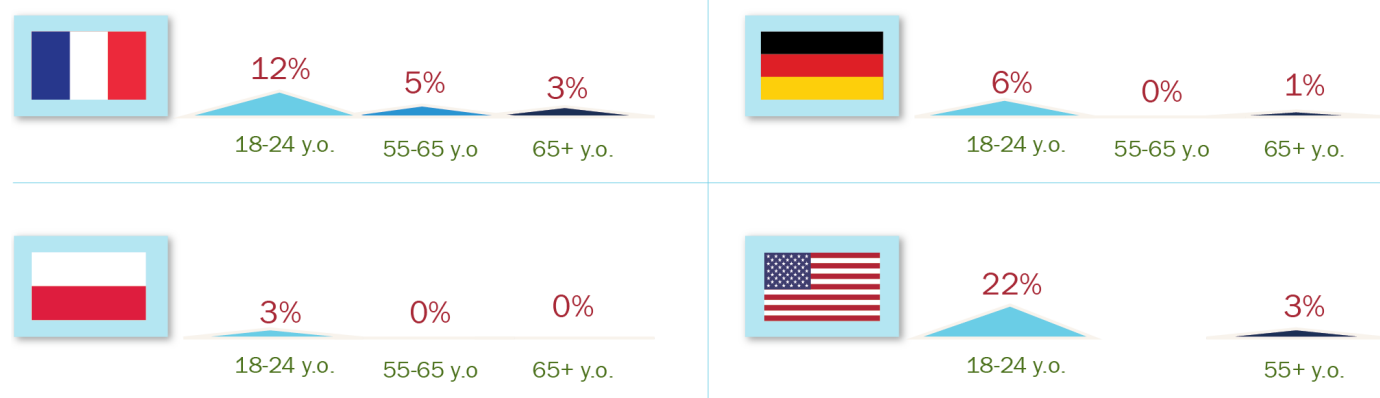 12% 5% 3%
18-24 y.o. 55-65 y.o 65+ y.o.
6% 0% 1%
18-24 y.o. 55-65 y.o 65+ y.o.
3% 0% 0%
18-24 y.o. 55-65 y.o 65+ y.o.
22% 3%
18-24 y.o. 55+ y.o.